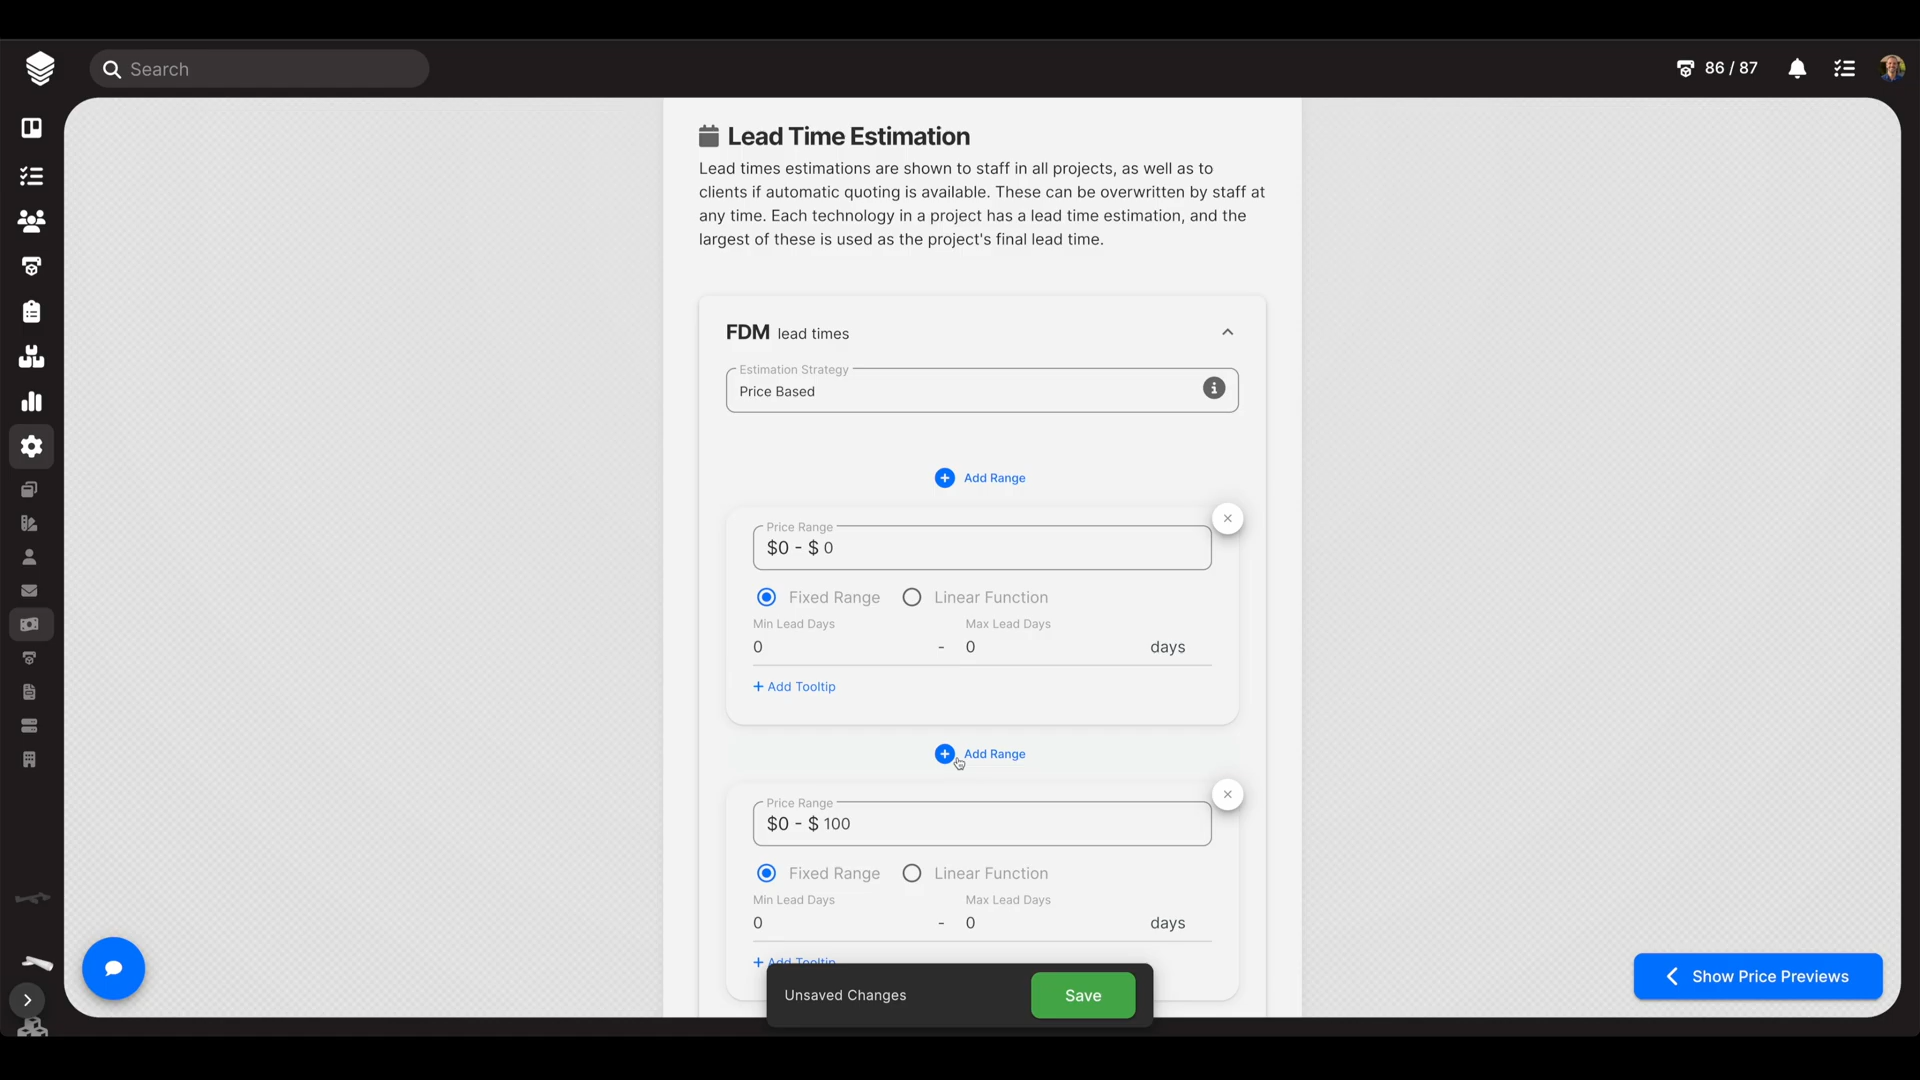 Search
86 / 87
Lead Time Estimation
Lead times estimations are shown to staff in all projects, as well as to
clients if automatic quoting is available. These can be overwritten by staff at
any time. Each technology in a project has a lead time estimation, and the
largest of these is used as the project's final lead time.
FDM lead times
Estimation Strategy
Price Based
Add Range
Price Range
$0 - $ 0
Fixed Range Linear Function
Min Lead Days Max Lead Days
0 - 0 days
+ Add Tooltip
Add Range
Price Range
$0 - $ 100
Fixed Range Linear Function
Min Lead Days Max Lead Days
0 - 0 days
+ Add Tooltip
Unsaved Changes Save
Show Price Previews